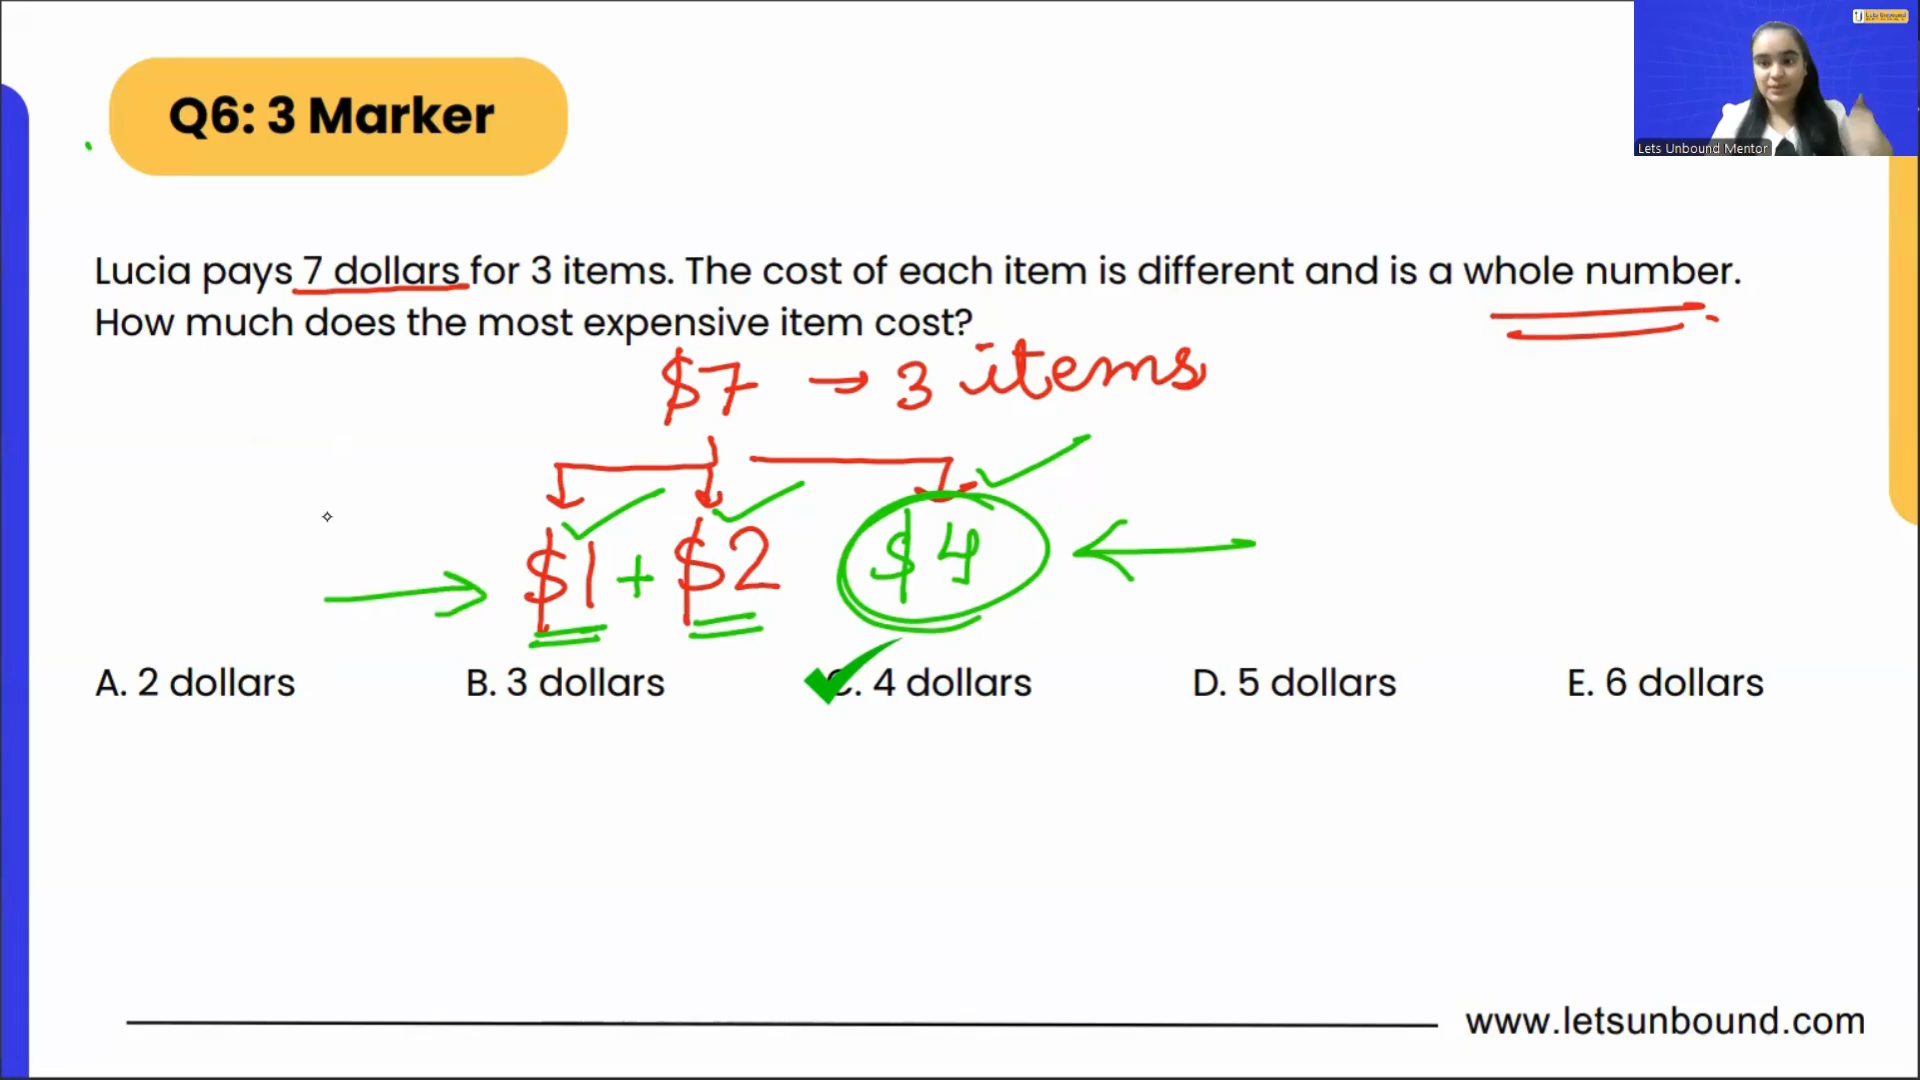 Q6: 3 Marker
Lets Unbound Mentor
Lucia pays 7 dollars for 3 items. The cost of each item is different and is a whole number.
How much does the most expensive item cost?
$7 → 3 items
$1 + $2 $4
A. 2 dollars B. 3 dollars C. 4 dollars D. 5 dollars E. 6 dollars
www.letsunbound.com